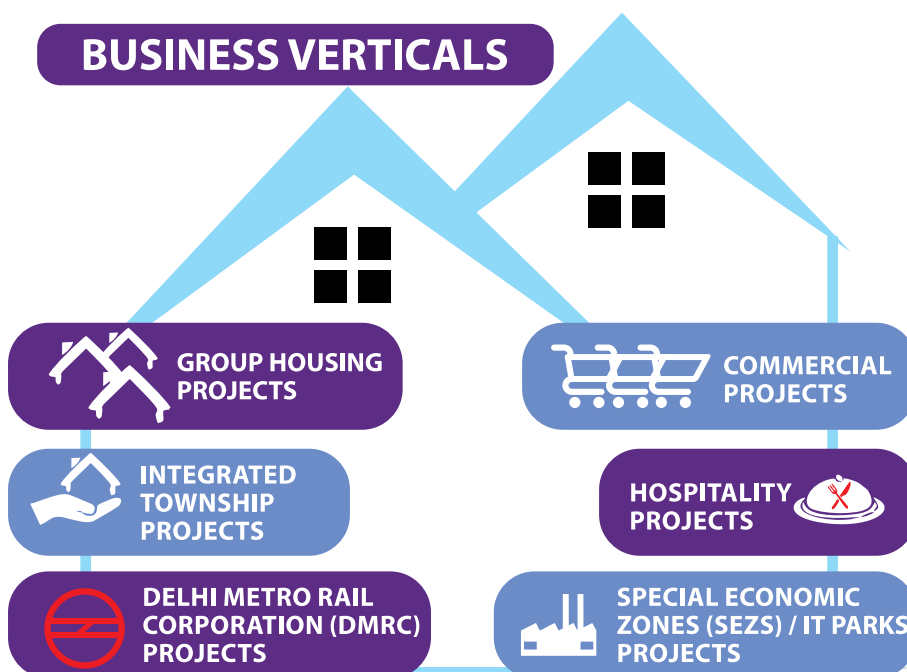 BUSINESS VERTICALS
GROUP HOUSING
PROJECTS
COMMERCIAL
PROJECTS
INTEGRATED
TOWNSHIP
PROJECTS
HOSPITALITY
PROJECTS
DELHI METRO RAIL
CORPORATION (DMRC)
PROJECTS
SPECIAL ECONOMIC
ZONES (SEZS) / IT PARKS
PROJECTS